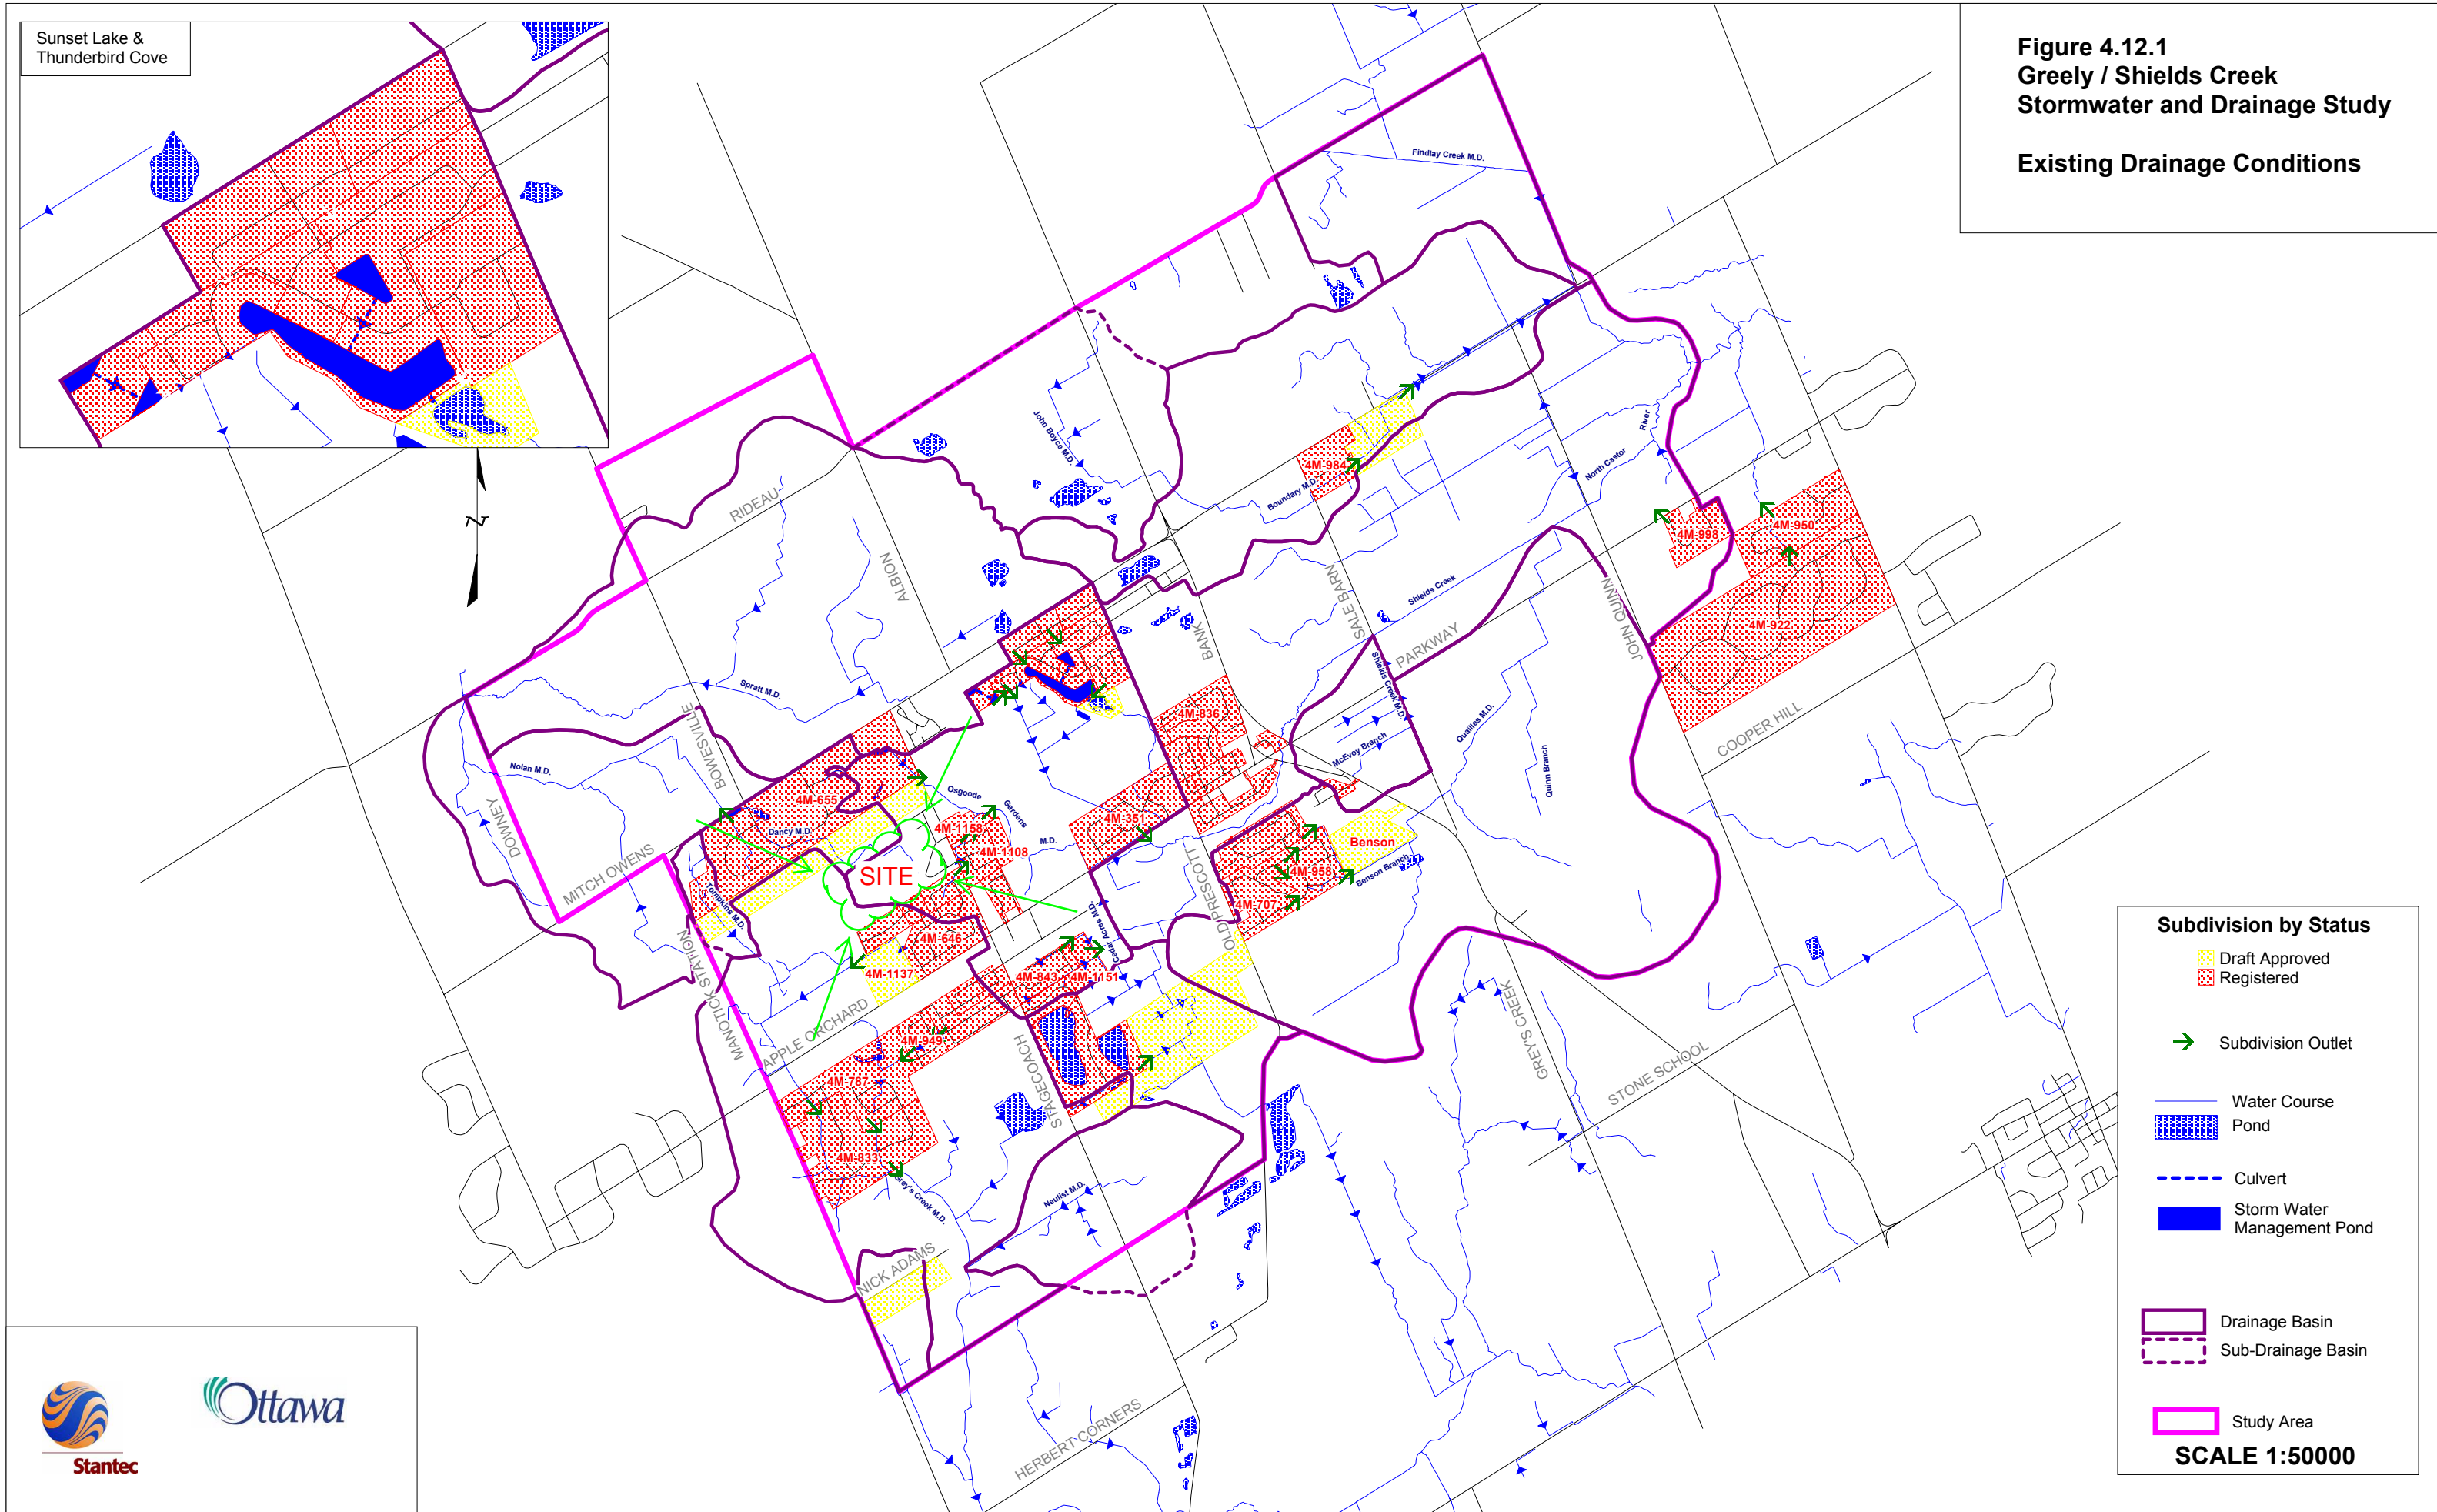 Sunset Lake &
Thunderbird Cove
Figure 4.12.1
Greely / Shields Creek
Stormwater and Drainage Study
Existing Drainage Conditions
Findlay Creek M.D.
John Boyce M.D.
4M-984
Boundary M.D.
North Castor
River
RIDEAU
ALBION
4M-998
4M-950
4M-922
SALE BARN
Shields Creek
JOHN QUINN
PARKWAY
BANK
Shields Creek M.D.
Spratt M.D.
BOWESVILLE
4M-836
McEvoy Branch
Quailles M.D.
Quinn Branch
COOPER HILL
Nolan M.D.
DOWNEY
4M-655
Osgoode
Gardens
M.D.
Dancy M.D.
4M-1158
4M-1108
4M-351
Benson
Benson Branch
MITCH OWENS
SITE
OLD PRESCOTT
4M-958
4M-707
Tompkins M.D.
Cedar Acres M.D.
4M-646
4M-1137
4M-843
4M-1151
MANOTICK STATION
APPLE ORCHARD
STAGECOACH
4M-949
4M-787
GREY'S CREEK
STONE SCHOOL
4M-833
Grey's Creek M.D.
Neulist M.D.
NICK ADAMS
HERBERT CORNERS
N
Subdivision by Status
Draft Approved
Registered
Subdivision Outlet
Water Course
Pond
Culvert
Storm Water
Management Pond
Drainage Basin
Sub-Drainage Basin
Study Area
SCALE 1:50000
Stantec
Ottawa